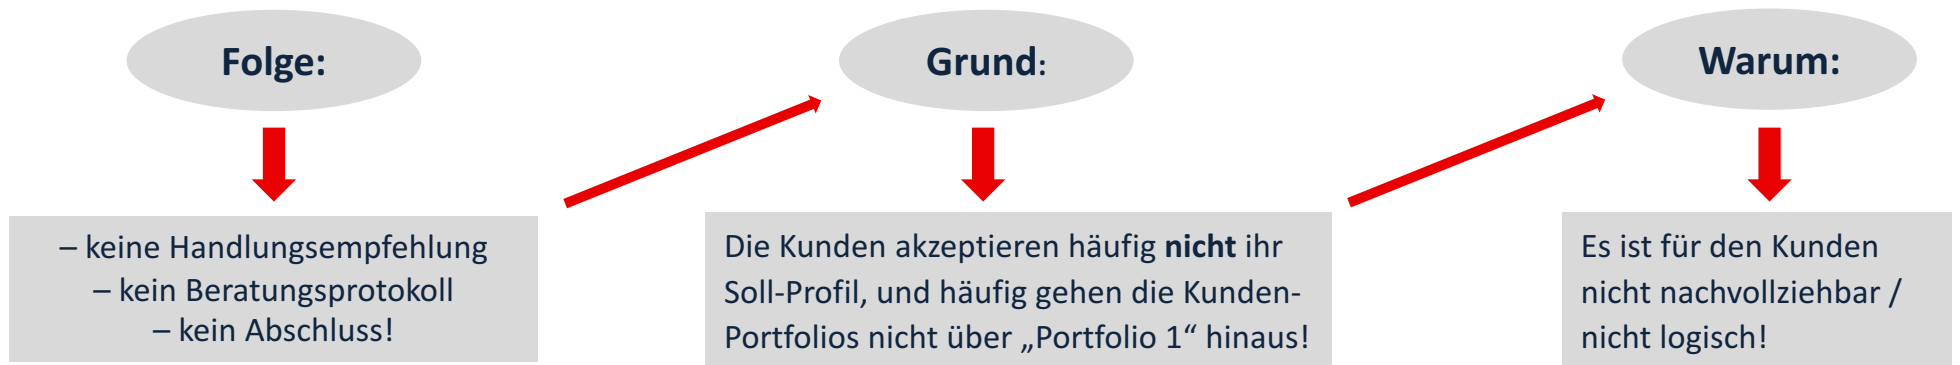 Folge:
– keine Handlungsempfehlung
– kein Beratungsprotokoll
– kein Abschluss!
Grund:
Die Kunden akzeptieren häufig nicht ihr
Soll-Profil, und häufig gehen die Kunden-
Portfolios nicht über „Portfolio 1“ hinaus!
Warum:
Es ist für den Kunden
nicht nachvollziehbar /
nicht logisch!